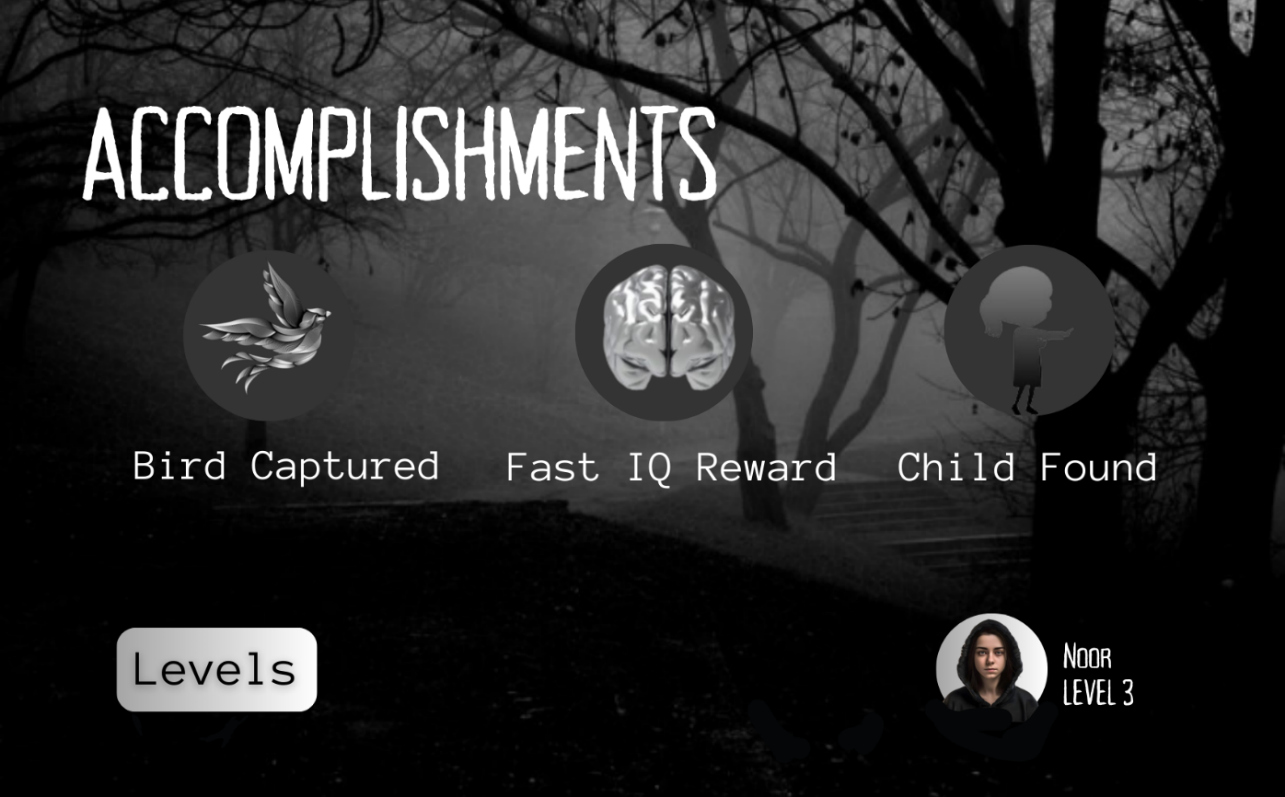 ACCOMPLISHMENTS
Bird Captured
Fast IQ Reward
Child Found
Levels
NOOR
LEVEL 3